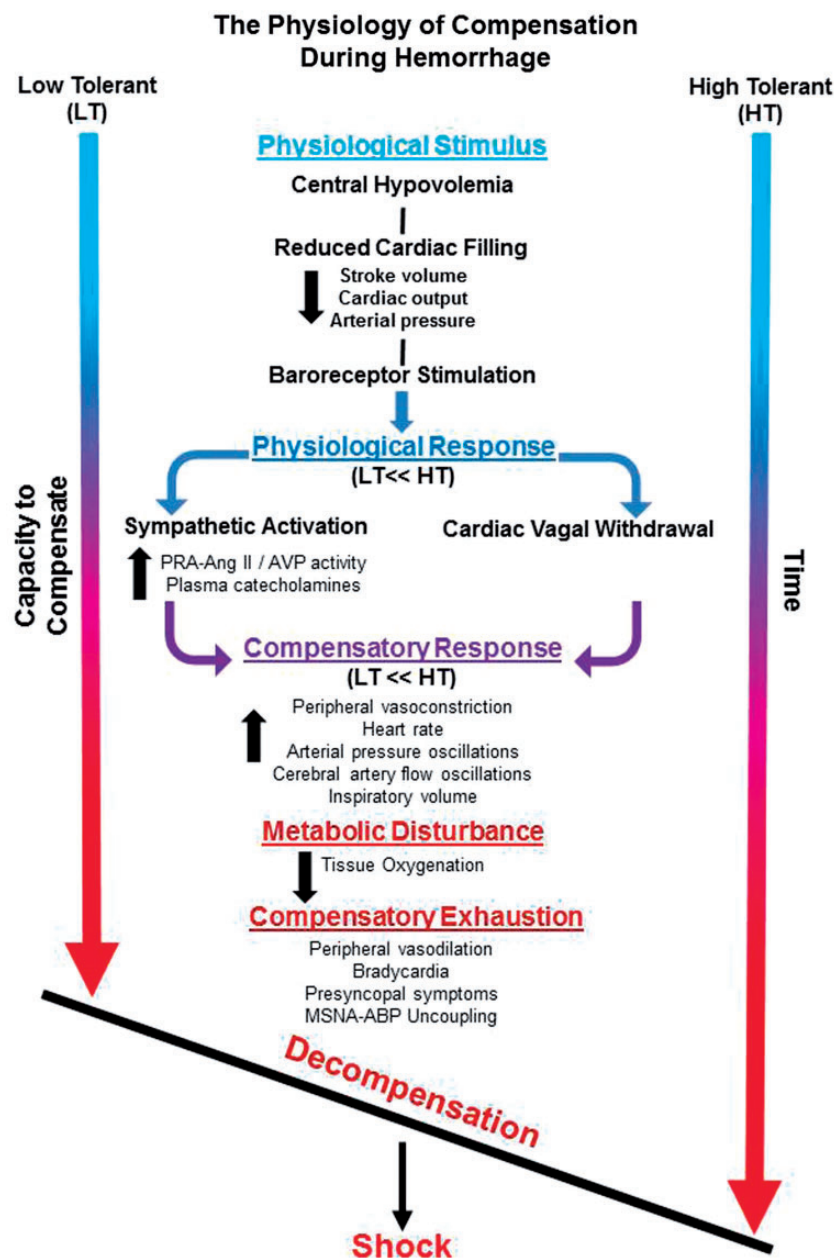 The Physiology of Compensation
During Hemorrhage
Low Tolerant
(LT)
High Tolerant
(HT)
Physiological Stimulus
Central Hypovolemia
Reduced Cardiac Filling
Stroke volume
Cardiac output
Arterial pressure
Baroreceptor Stimulation
Physiological Response
(LT<< HT)
Capacity to
Compensate
Sympathetic Activation
PRA-Ang II / AVP activity
Plasma catecholamines
Cardiac Vagal Withdrawal
Time
Compensatory Response
(LT << HT)
Peripheral vasoconstriction
Heart rate
Arterial pressure oscillations
Cerebral artery flow oscillations
Inspiratory volume
Metabolic Disturbance
Tissue Oxygenation
Compensatory Exhaustion
Peripheral vasodilation
Bradycardia
Presyncopal symptoms
MSNA-ABP Uncoupling
Decompensation
Shock